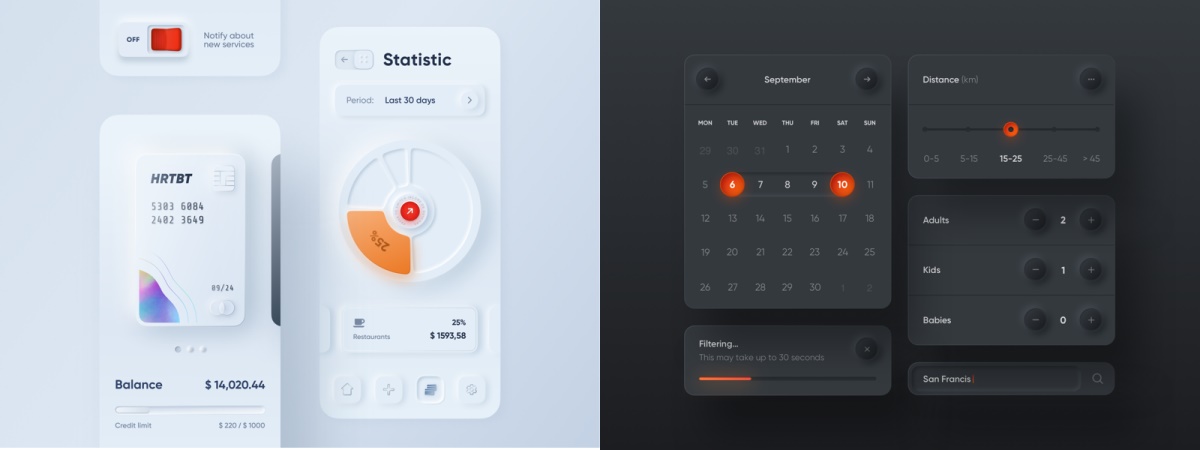 OFF
Notify about
new services
HRTBT
5303 6084
2402 3649
09/24
Balance
$ 14,020.44
Credit limit
$ 220 / $ 1000
Statistic
Period: Last 30 days
25%
25%
Restaurants
$ 1593,58
September
MON TUE WED THU FRI SAT SUN
29 30 31 1 2 3 4
5 6 7 8 9 10 11
12 13 14 15 16 17 18
19 20 21 22 23 24 25
26 27 28 29 30 1 2
Filtering...
This may take up to 30 seconds
Distance (km)
0-5 5-15 15-25 25-45 > 45
Adults − 2 +
Kids − 1 +
Babies − 0 +
San Francis